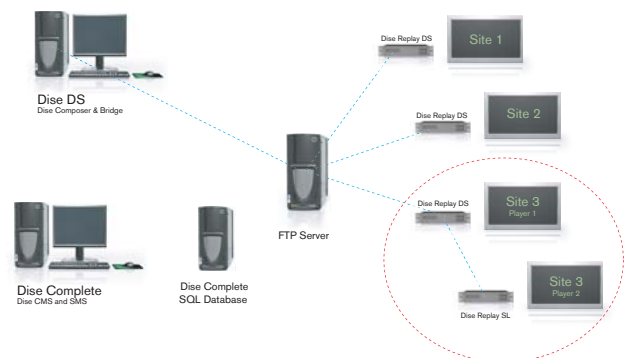 Dise Replay DS
Site 1
Dise DS
Dise Composer & Bridge
Dise Replay DS
Site 2
FTP Server
Dise Replay DS
Site 3
Player 1
Dise Complete
Dise CMS and SMS
Dise Complete
SQL Database
Site 3
Player 2
Dise Replay SL